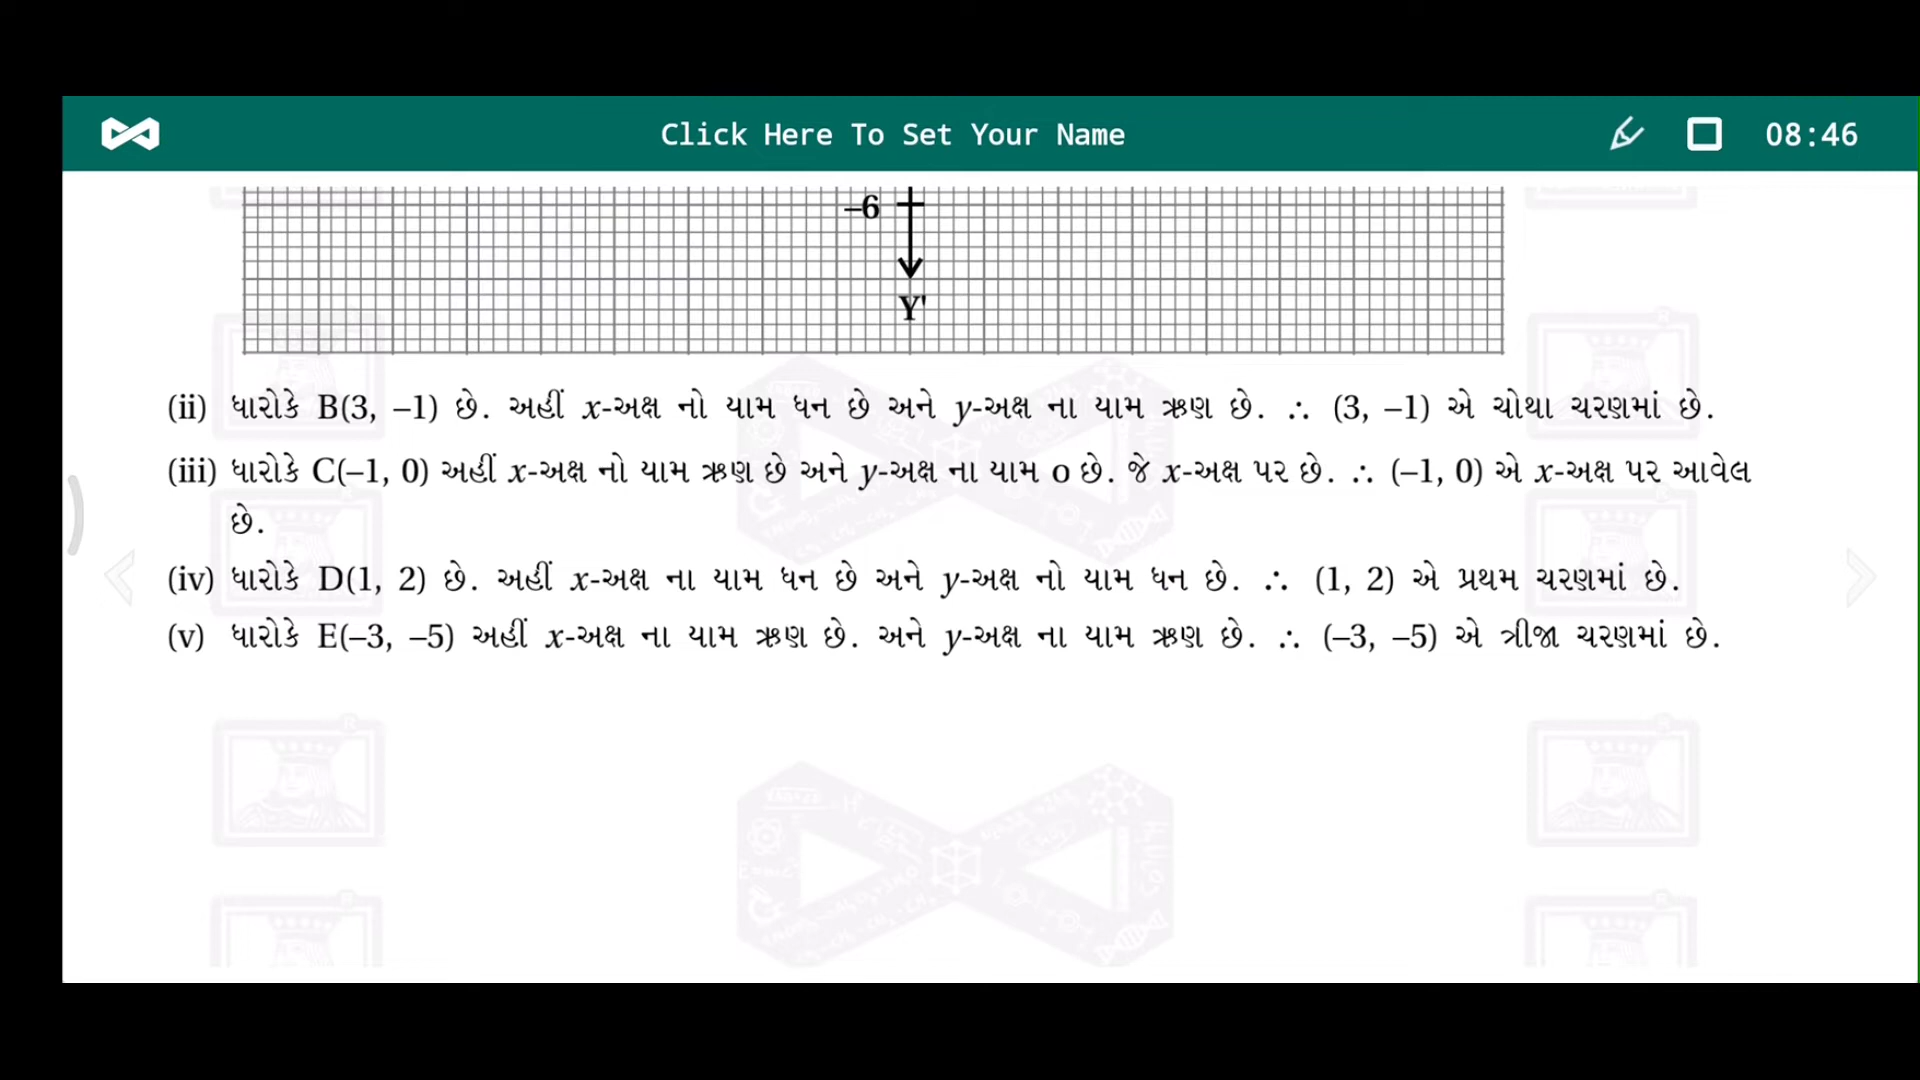 Click Here To Set Your Name
08:46
–6
Y'
(ii) ધારોકે B(3, –1) છે. અહીં x-અક્ષ નો યામ ધન છે અને y-અક્ષ ના યામ ઋણ છે. ∴ (3, –1) એ ચોથા ચરણમાં છે.
(iii) ધારોકે C(–1, 0) અહીં x-અક્ષ નો યામ ઋણ છે અને y-અક્ષ ના યામ o છે. જે x-અક્ષ પર છે. ∴ (–1, 0) એ x-અક્ષ પર આવેલ
છે.
(iv) ધારોકે D(1, 2) છે. અહીં x-અક્ષ ના યામ ધન છે અને y-અક્ષ નો યામ ધન છે. ∴ (1, 2) એ પ્રથમ ચરણમાં છે.
(v) ધારોકે E(–3, –5) અહીં x-અક્ષ ના યામ ઋણ છે. અને y-અક્ષ ના યામ ઋણ છે. ∴ (–3, –5) એ ત્રીજા ચરણમાં છે.